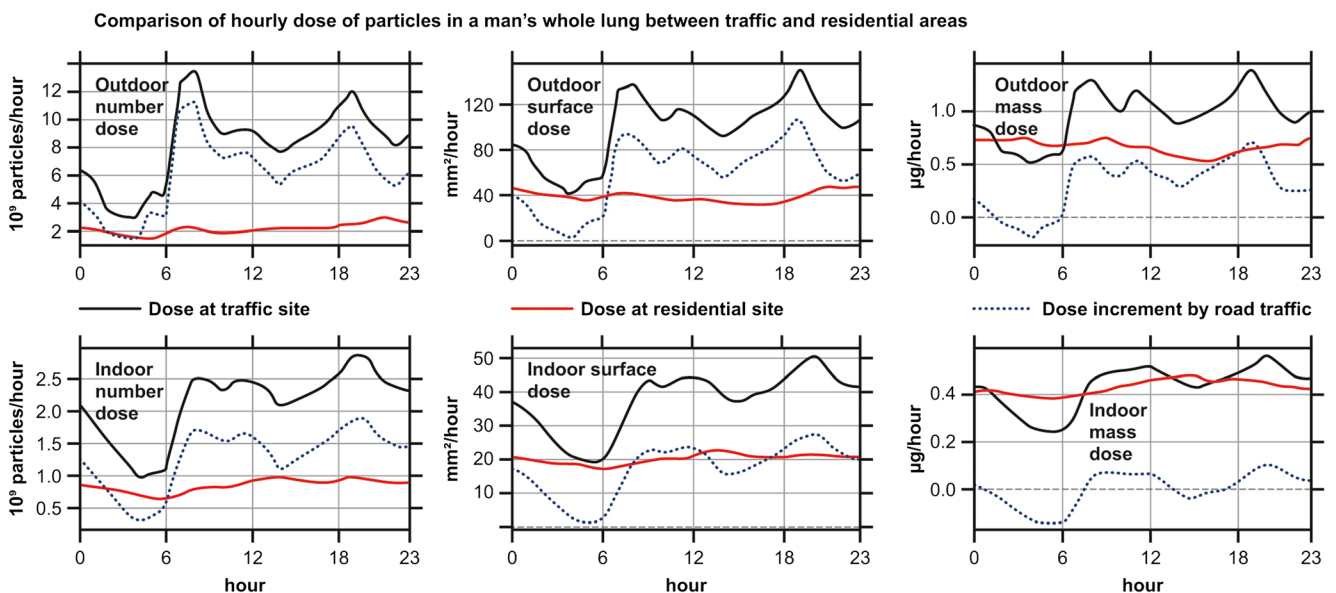 Comparison of hourly dose of particles in a man's whole lung between traffic and residential areas
10⁹ particles/hour
12
10
8
6
4
2
Outdoor
number
dose
0 6 12 18 23
mm²/hour
120
80
40
0
Outdoor
surface
dose
0 6 12 18 23
µg/hour
1.0
0.5
0.0
Outdoor
mass
dose
0 6 12 18 23
Dose at traffic site
Dose at residential site
Dose increment by road traffic
10⁹ particles/hour
2.5
2.0
1.5
1.0
0.5
Indoor
number
dose
0 6 12 18 23
hour
mm²/hour
50
40
30
20
10
Indoor surface
dose
0 6 12 18 23
hour
µg/hour
0.4
0.2
0.0
Indoor
mass
dose
0 6 12 18 23
hour